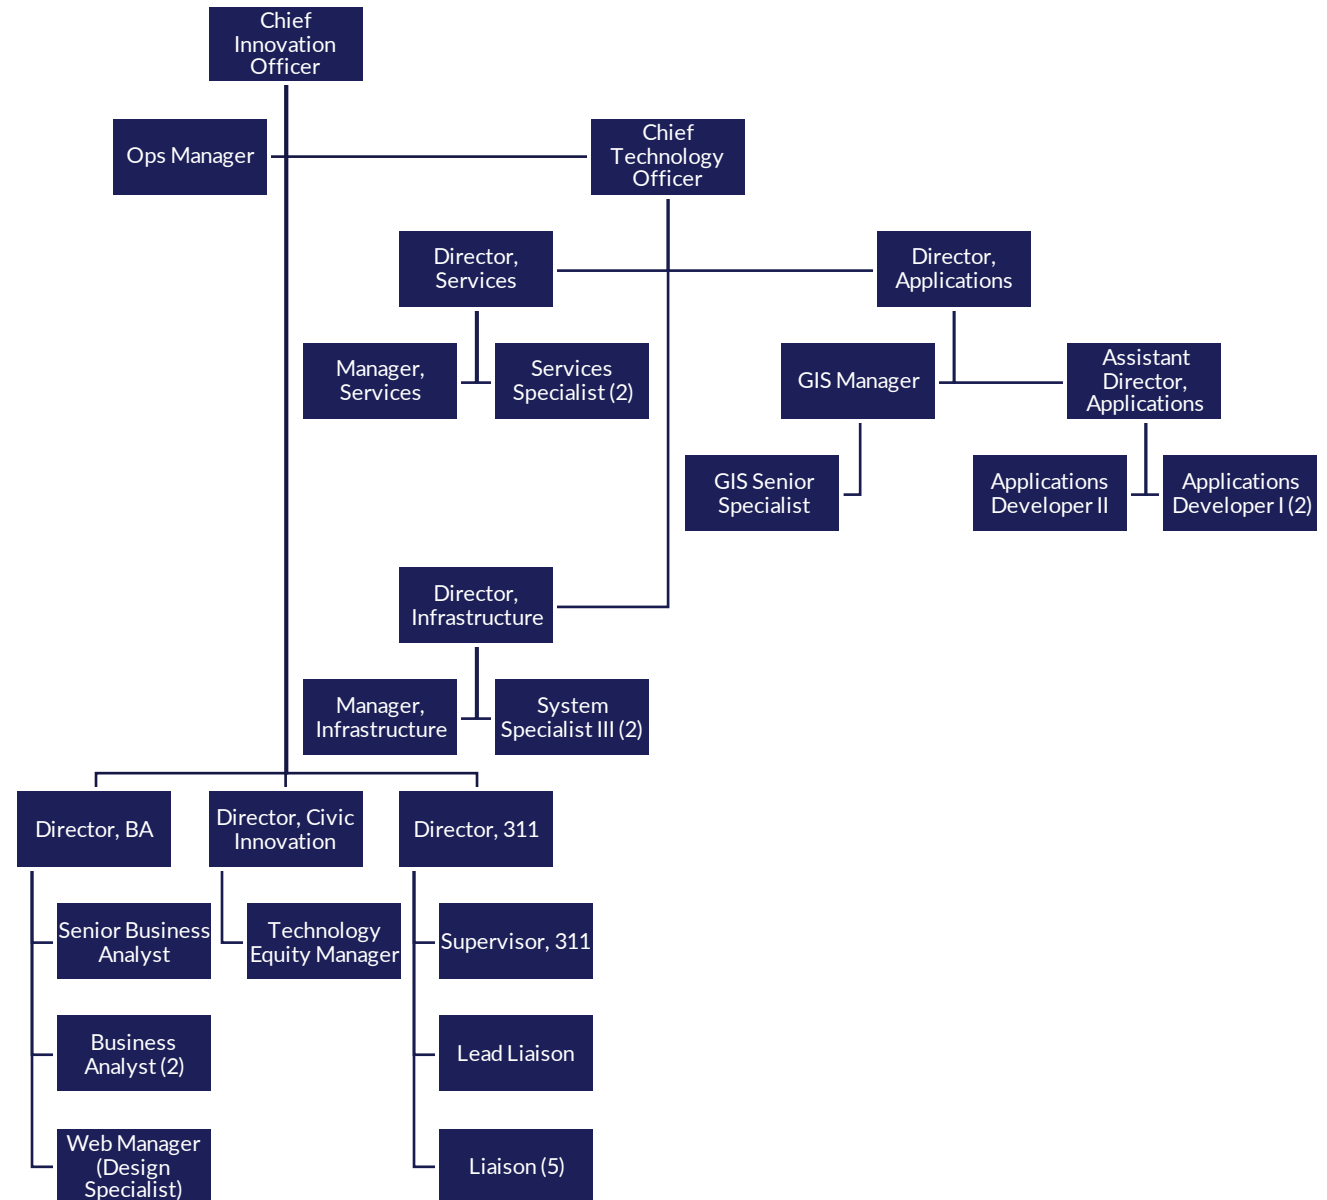 Chief
Innovation
Officer
Ops Manager
Chief
Technology
Officer
Director,
Services
Director,
Applications
Manager,
Services
Services
Specialist (2)
GIS Manager
Assistant
Director,
Applications
GIS Senior
Specialist
Applications
Developer II
Applications
Developer I (2)
Director,
Infrastructure
Manager,
Infrastructure
System
Specialist III (2)
Director, BA
Director, Civic
Innovation
Director, 311
Senior Business
Analyst
Technology
Equity Manager
Supervisor, 311
Business
Analyst (2)
Lead Liaison
Web Manager
(Design
Specialist)
Liaison (5)